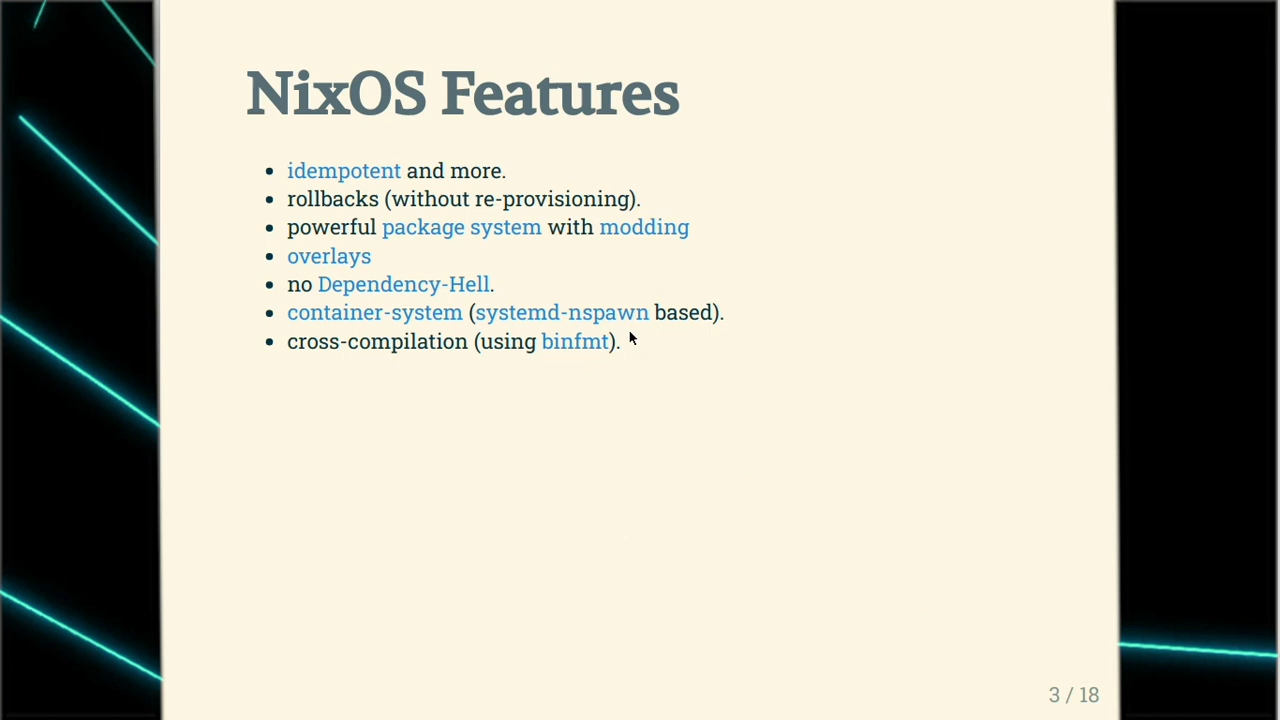 NixOS Features
idempotent and more.
rollbacks (without re-provisioning).
powerful package system with modding
overlays
no Dependency-Hell.
container-system (systemd-nspawn based).
cross-compilation (using binfmt).
3 / 18